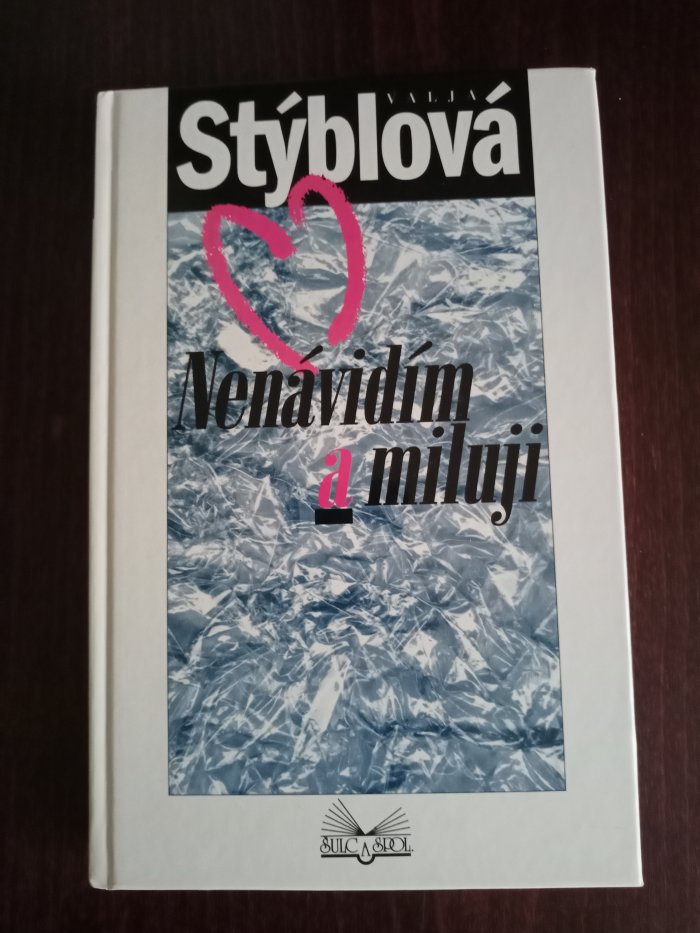 VALJA
Stýblová
Nenávidím
a miluji
ŠULC A SPOL.